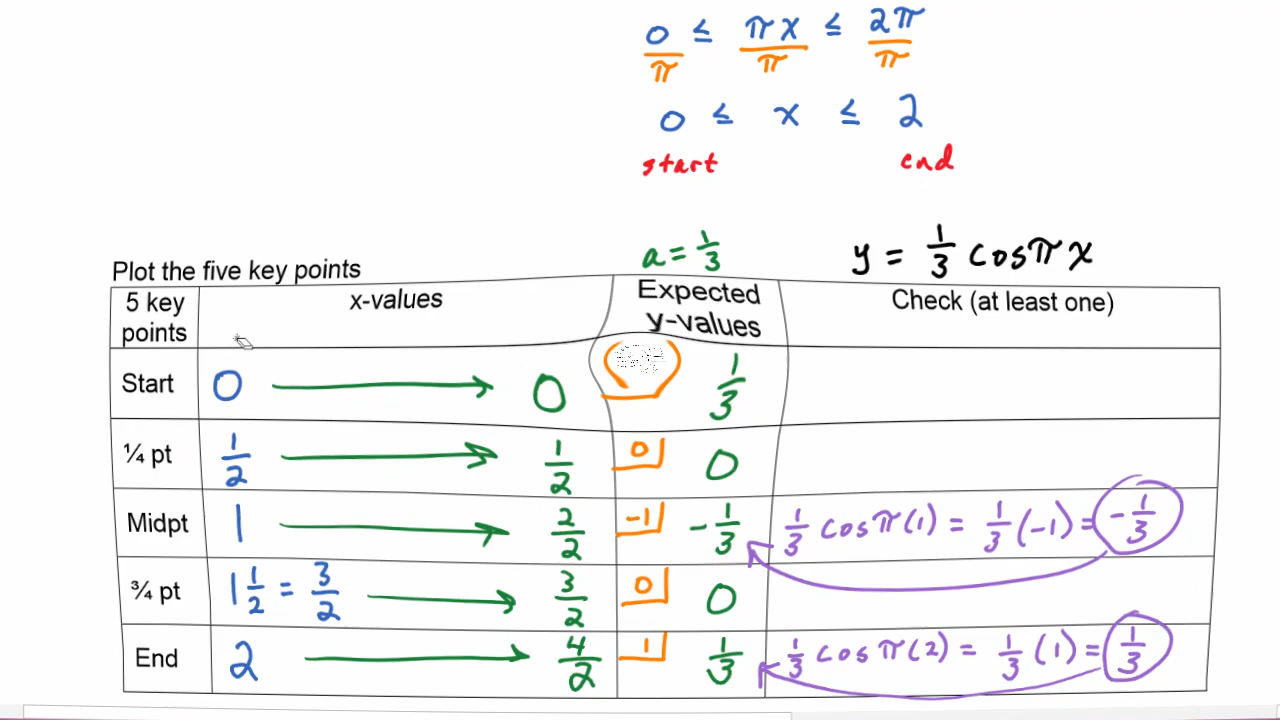 0/π ≤ πx/π ≤ 2π/π
0 ≤ x ≤ 2
start end
a = 1/3 y = 1/3 cosπx
Plot the five key points
5 key points x-values Expected y-values Check (at least one)
Start 0 0 1/3
¼ pt 1/2 1/2 0 0
Midpt 1 2/2 -1 -1/3 1/3 cosπ(1) = 1/3 (-1) = -1/3
¾ pt 1 1/2 = 3/2 3/2 0 0
End 2 4/2 1 1/3 1/3 cosπ(2) = 1/3 (1) = 1/3